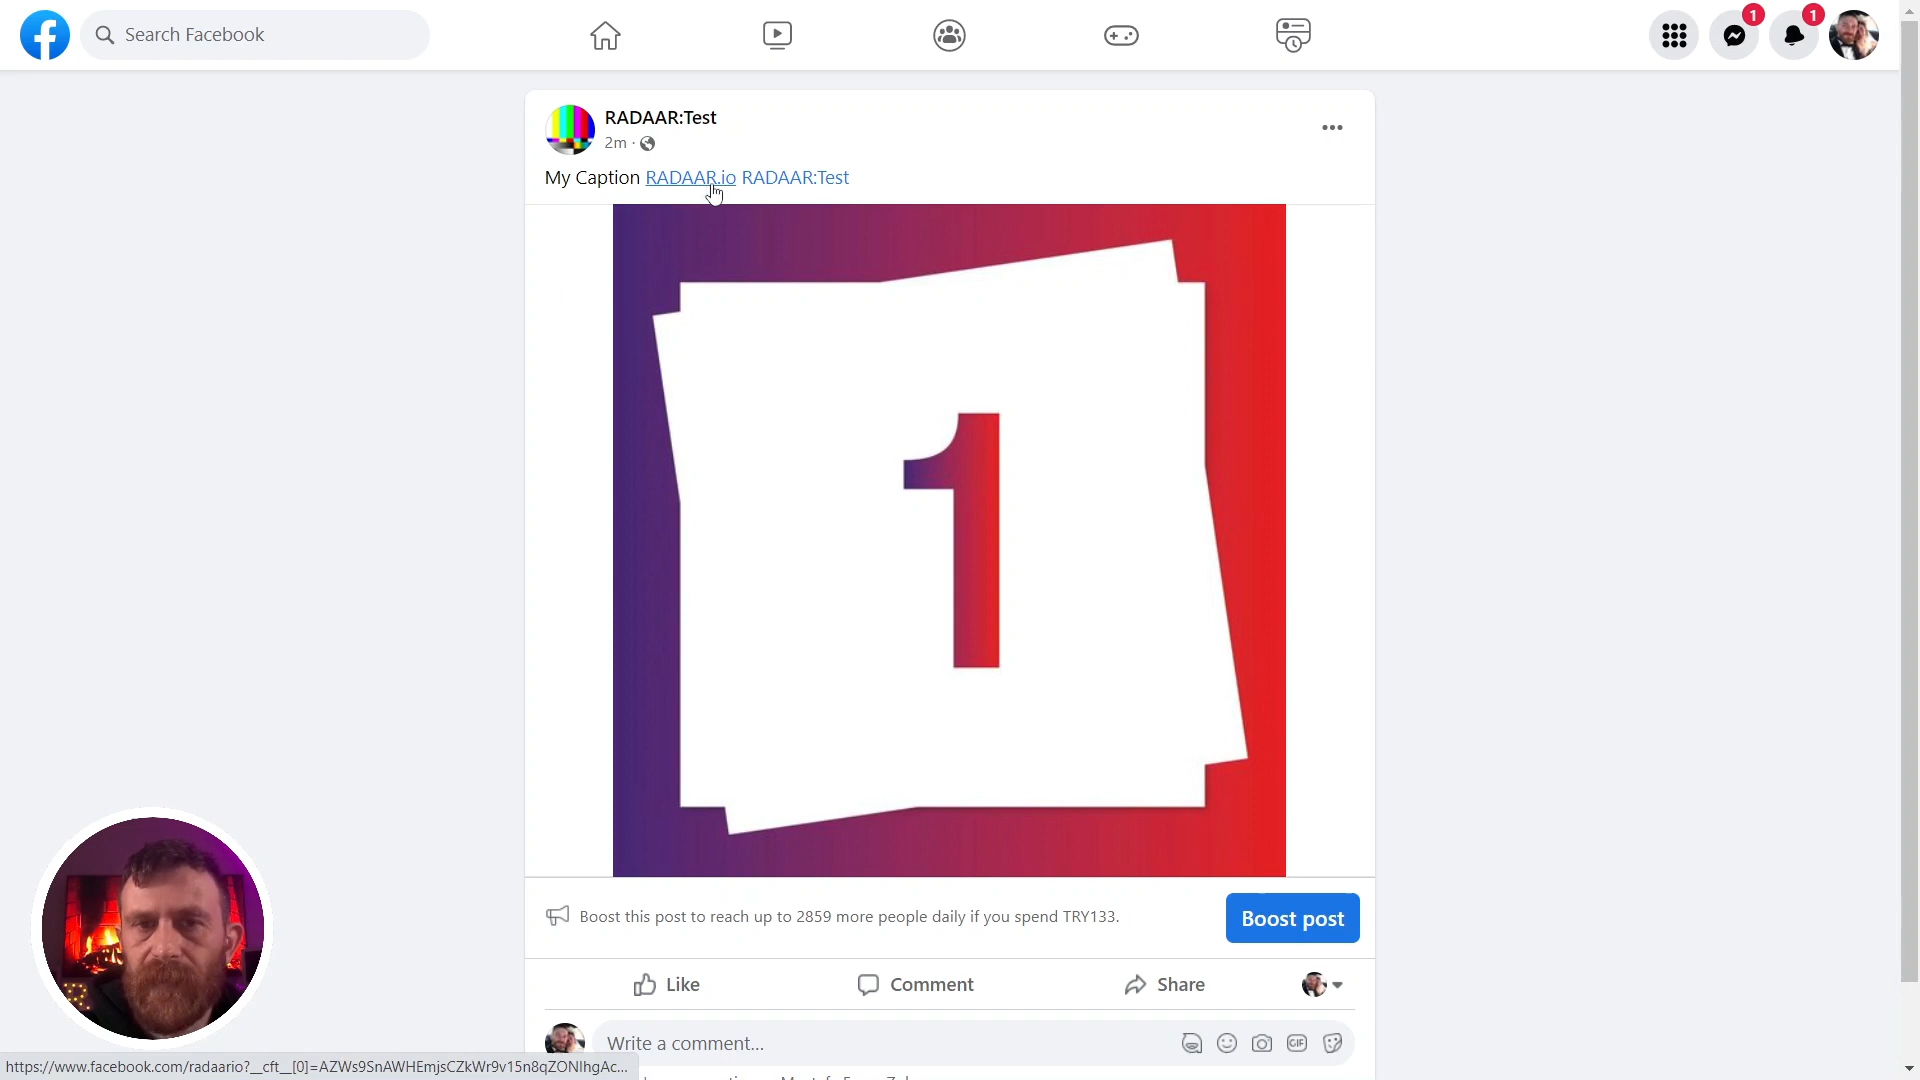 Search Facebook
1
1
RADAAR:Test
2m ·
My Caption RADAAR.io RADAAR:Test
1
Boost this post to reach up to 2859 more people daily if you spend TRY133.
Boost post
Like
Comment
Share
Write a comment...
GIF
https://www.facebook.com/radaario?__cft__[0]=AZWs9SnAWHEmjsCZkWr9v15n8qZONlhgAc...